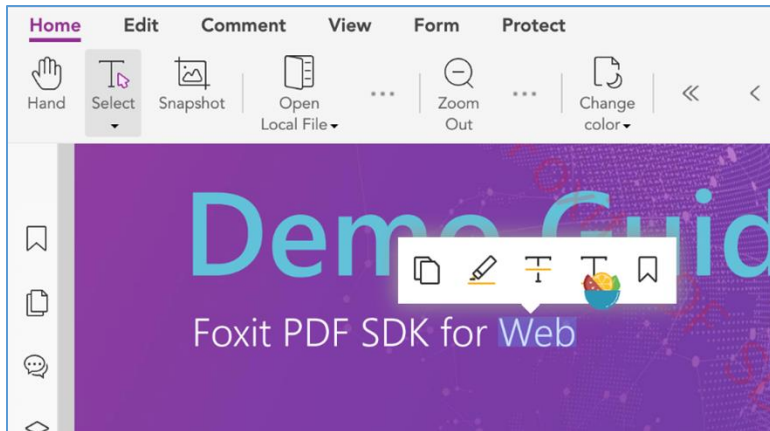 Home Edit Comment View Form Protect
Hand Select Snapshot Open Local File Zoom Out Change color
Demo Guid
Foxit PDF SDK for Web